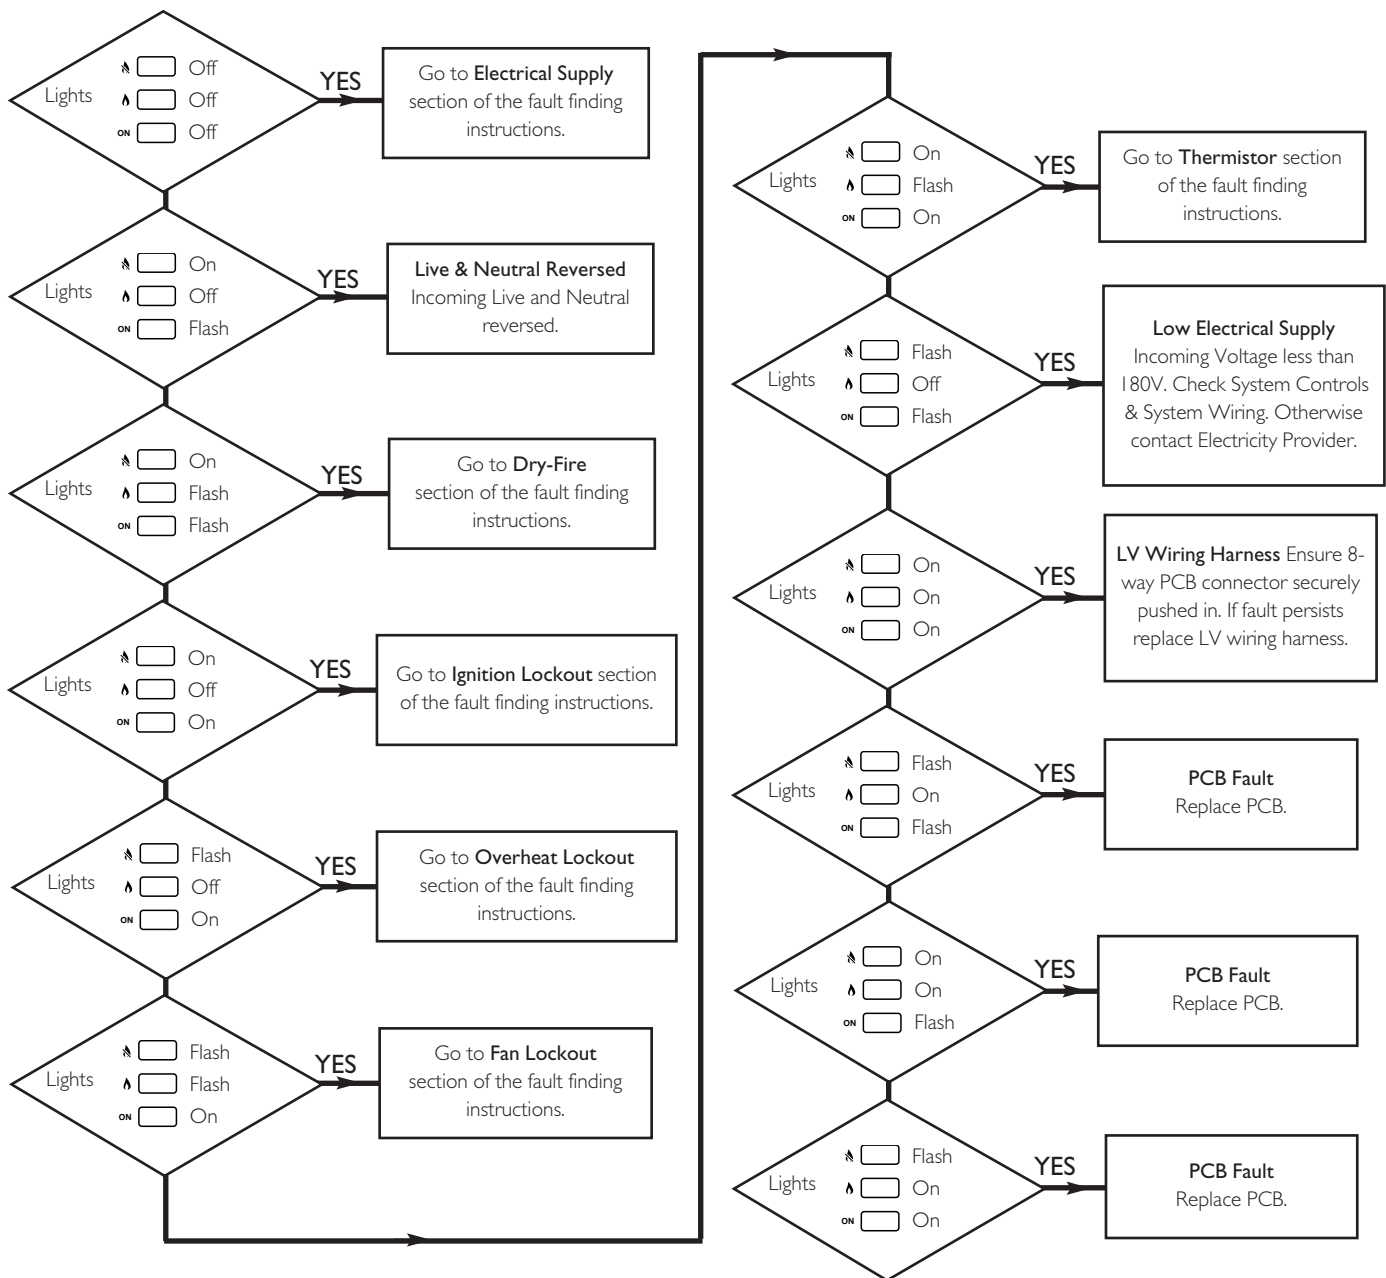 Off
Lights
Off
ON Off
YES
Go to Electrical Supply
section of the fault finding
instructions.
On
Lights
Off
ON Flash
YES
Live & Neutral Reversed
Incoming Live and Neutral
reversed.
On
Lights
Flash
ON Flash
YES
Go to Dry-Fire
section of the fault finding
instructions.
On
Lights
Off
ON On
YES
Go to Ignition Lockout section
of the fault finding instructions.
Flash
Lights
Off
ON On
YES
Go to Overheat Lockout
section of the fault finding
instructions.
Flash
Lights
Flash
ON On
YES
Go to Fan Lockout
section of the fault finding
instructions.
On
Lights
Flash
ON On
YES
Go to Thermistor section
of the fault finding
instructions.
Flash
Lights
Off
ON Flash
YES
Low Electrical Supply
Incoming Voltage less than
180V. Check System Controls
& System Wiring. Otherwise
contact Electricity Provider.
On
Lights
On
ON On
YES
LV Wiring Harness Ensure 8-
way PCB connector securely
pushed in. If fault persists
replace LV wiring harness.
Flash
Lights
On
ON Flash
YES
PCB Fault
Replace PCB.
On
Lights
On
ON Flash
YES
PCB Fault
Replace PCB.
Flash
Lights
On
ON On
YES
PCB Fault
Replace PCB.